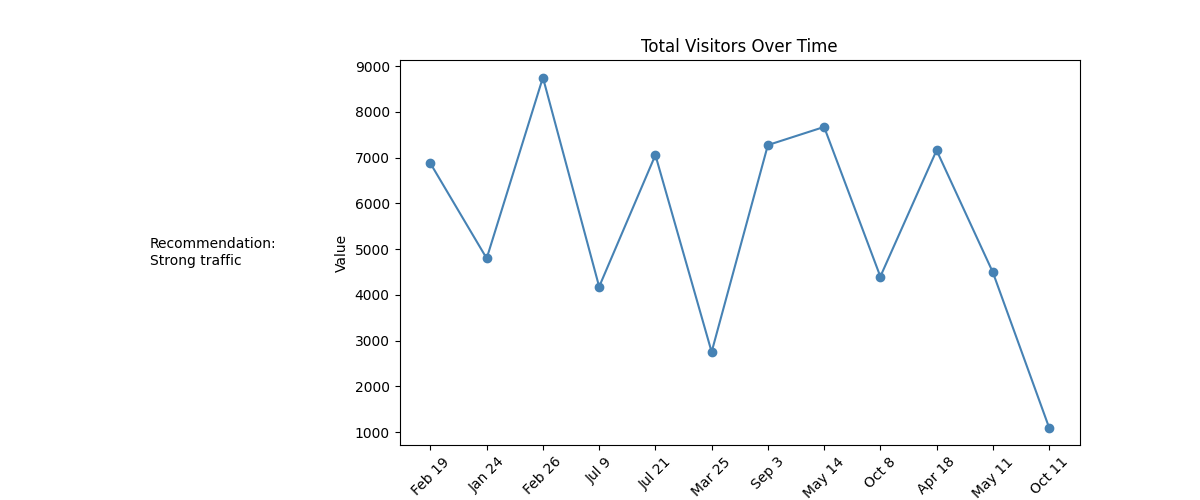 Total Visitors Over Time
Recommendation:
Strong traffic
Value
9000
8000
7000
6000
5000
4000
3000
2000
1000
Feb 19
Jan 24
Feb 26
Jul 9
Jul 21
Mar 25
Sep 3
May 14
Oct 8
Apr 18
May 11
Oct 11